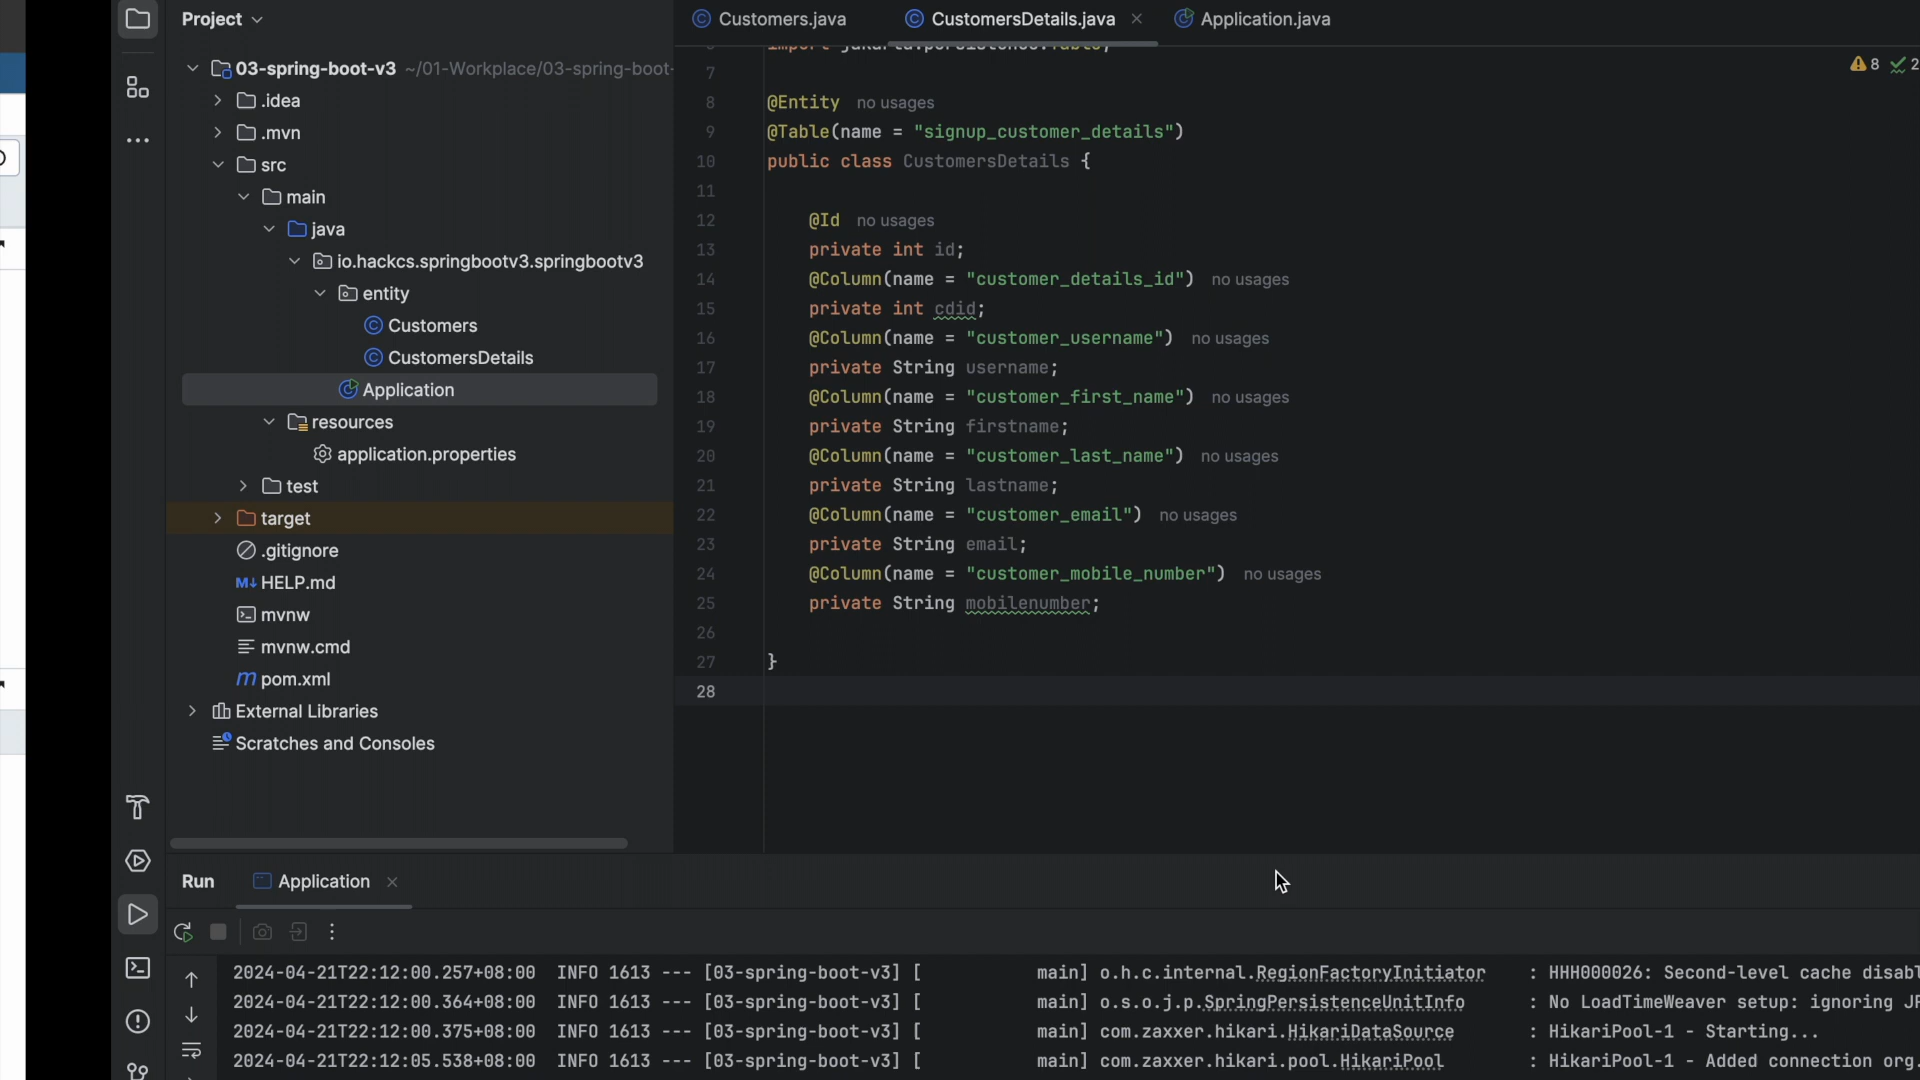 Project
Customers.java
CustomersDetails.java
Application.java
03-spring-boot-v3 ~/01-Workplace/03-spring-boot-
.idea
.mvn
src
main
java
io.hackcs.springbootv3.springbootv3
entity
Customers
CustomersDetails
Application
resources
application.properties
test
target
.gitignore
HELP.md
mvnw
mvnw.cmd
pom.xml
External Libraries
Scratches and Consoles
8 2
7
8 @Entity no usages
9 @Table(name = "signup_customer_details")
10 public class CustomersDetails {
11
12 @Id no usages
13 private int id;
14 @Column(name = "customer_details_id") no usages
15 private int cdid;
16 @Column(name = "customer_username") no usages
17 private String username;
18 @Column(name = "customer_first_name") no usages
19 private String firstname;
20 @Column(name = "customer_last_name") no usages
21 private String lastname;
22 @Column(name = "customer_email") no usages
23 private String email;
24 @Column(name = "customer_mobile_number") no usages
25 private String mobilenumber;
26
27 }
28
Run Application
2024-04-21T22:12:00.257+08:00 INFO 1613 --- [03-spring-boot-v3] [ main] o.h.c.internal.RegionFactoryInitiator : HHH000026: Second-level cache disabl
2024-04-21T22:12:00.364+08:00 INFO 1613 --- [03-spring-boot-v3] [ main] o.s.o.j.p.SpringPersistenceUnitInfo : No LoadTimeWeaver setup: ignoring JP
2024-04-21T22:12:00.375+08:00 INFO 1613 --- [03-spring-boot-v3] [ main] com.zaxxer.hikari.HikariDataSource : HikariPool-1 - Starting...
2024-04-21T22:12:05.538+08:00 INFO 1613 --- [03-spring-boot-v3] [ main] com.zaxxer.hikari.pool.HikariPool : HikariPool-1 - Added connection org.